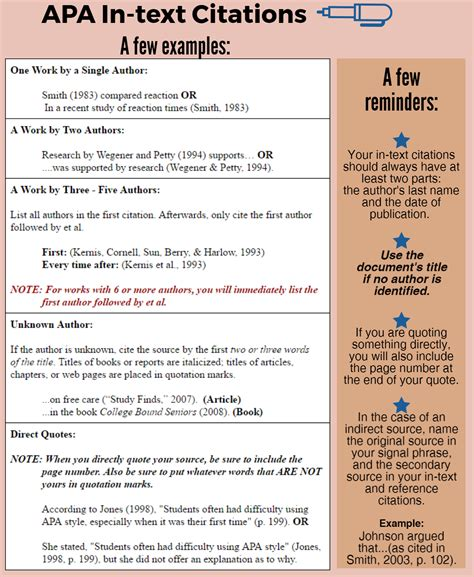 APA In-text Citations
A few examples:
One Work by a Single Author:
Smith (1983) compared reaction OR
In a recent study of reaction times (Smith, 1983)
A Work by Two Authors:
Research by Wegener and Petty (1994) supports… OR
....was supported by research (Wegener & Petty, 1994).
A Work by Three - Five Authors:
List all authors in the first citation. Afterwards, only cite the first author
followed by et al.
First: (Kernis, Cornell, Sun, Berry, & Harlow, 1993)
Every time after: (Kernis et al., 1993)
NOTE: For works with 6 or more authors, you will immediately list the
first author followed by et al.
Unknown Author:
If the author is unknown, cite the source by the first two or three words
of the title. Titles of books or reports are italicized; titles of articles,
chapters, or web pages are placed in quotation marks.
...on free care ("Study Finds," 2007). (Article)
...in the book College Bound Seniors (2008). (Book)
Direct Quotes:
NOTE: When you directly quote your source, be sure to include the
page number. Also be sure to put whatever words that ARE NOT
yours in quotation marks.
According to Jones (1998), "Students often had difficulty using
APA style, especially when it was their first time" (p. 199). OR
She stated, "Students often had difficulty using APA style" (Jones,
1998, p. 199), but she did not offer an explanation as to why.
A few
reminders:
Your in-text citations
should always have at
least two parts:
the author's last name
and the date of
publication.
Use the
document's title
if no author is
identified.
If you are quoting
something directly,
you will also include
the page number at
the end of your quote.
In the case of an
indirect source, name
the original source in
your signal phrase,
and the secondary
source in your in-text
and reference
citations.
Example:
Johnson argued
that...(as cited in
Smith, 2003, p. 102).